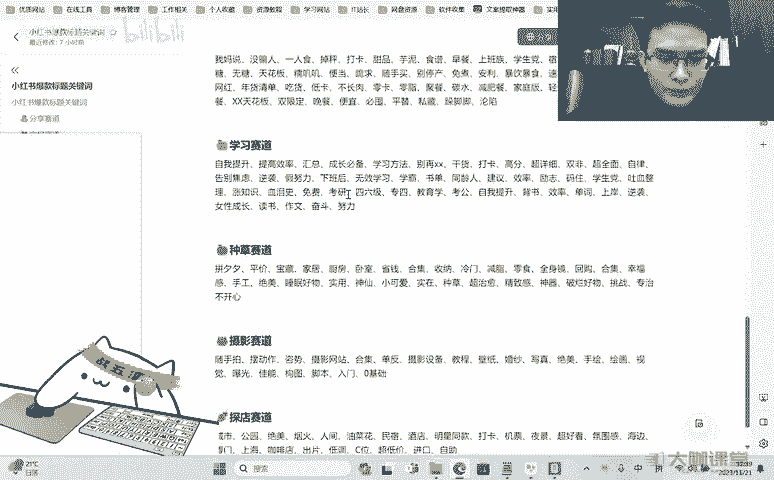 优质网站 在线工具 博客管理 工作相关 个人收藏 资源教程 学习网站 IT站长 网盘资源 软件收集 文案提取神器
小红书爆款标题关键词
最近修改：7小时前
bilibili
分享
小红书爆款标题关键词
小红书爆款标题关键词
分享赛道
我妈说、没骗人、一人食、掉秤、打卡、甜品、芋泥、食谱、早餐、上班族、学生党、宿
糖、无糖、天花板、糯叽叽、便当、跪求、随手买、别停产、免煮、安利、暴饮暴食、速
网红、年货清单、吃货、低卡、不长肉、零卡、零脂、聚餐、碳水、减肥餐、家庭版、轻
餐、XX天花板、双限定、晚餐、便宜、必囤、平替、私藏、跺脚脚、沦陷
学习赛道
自我提升、提高效率、汇总、成长必备、学习方法、别再xx、干货、打卡、高分、超详细、双非、超全面、自律、
告别焦虑、逆袭、假努力、下班后、无效学习、学霸、书单、同龄人、建议、效率、励志、码住、学生党、吐血整
理、涨知识、血泪史、免费、考研、四六级、专四、教育学、考公、自我提升、背书、效率、单词、上岸、逆袭、
女性成长、读书、作文、奋斗、努力
种草赛道
拼夕夕、平价、宝藏、家居、厨房、卧室、省钱、合集、收纳、冷门、减脂、零食、全身镜、回购、合集、幸福
感、手工、绝美、睡眠好物、实用、神仙、小可爱、实在、种草、超治愈、精致感、神器、破烂好物、挑战、专治
不开心
摄影赛道
随手拍、摆动作、姿势、摄影网站、合集、单反、摄影设备、教程、壁纸、婚纱、写真、绝美、手绘、绘画、视
觉、曝光、佳能、构图、脚本、入门、0基础
探店赛道
城市、公园、绝美、烟火、人间、油菜花、民宿、酒店、明星同款、打卡、机票、夜景、超好看、氛围感、海边、
厦门、上海、咖啡店、出片、低调、C位、超低价、进口、自助
战五渣
大咖课堂
21°C
搜索
中 拼
2023/11/21